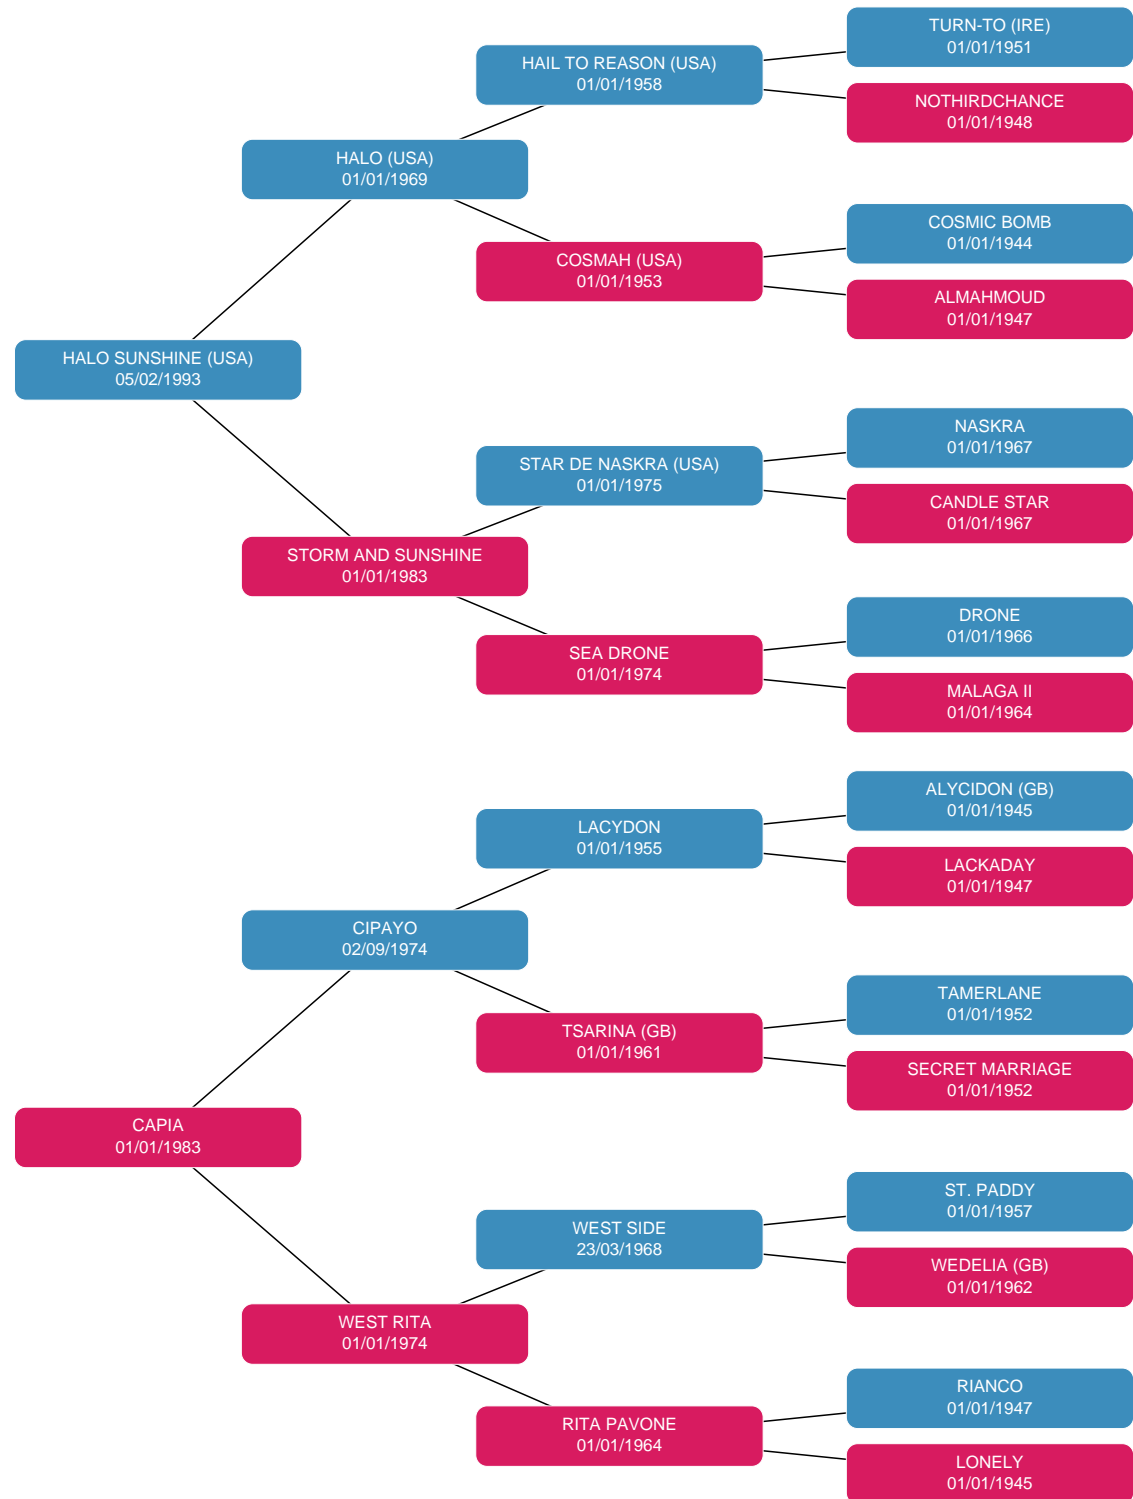 TURN-TO (IRE)
01/01/1951
HAIL TO REASON (USA)
01/01/1958
NOTHIRDCHANCE
01/01/1948
HALO (USA)
01/01/1969
COSMIC BOMB
01/01/1944
COSMAH (USA)
01/01/1953
ALMAHMOUD
01/01/1947
HALO SUNSHINE (USA)
05/02/1993
NASKRA
01/01/1967
STAR DE NASKRA (USA)
01/01/1975
CANDLE STAR
01/01/1967
STORM AND SUNSHINE
01/01/1983
DRONE
01/01/1966
SEA DRONE
01/01/1974
MALAGA II
01/01/1964
ALYCIDON (GB)
01/01/1945
LACYDON
01/01/1955
LACKADAY
01/01/1947
CIPAYO
02/09/1974
TAMERLANE
01/01/1952
TSARINA (GB)
01/01/1961
SECRET MARRIAGE
01/01/1952
CAPIA
01/01/1983
ST. PADDY
01/01/1957
WEST SIDE
23/03/1968
WEDELIA (GB)
01/01/1962
WEST RITA
01/01/1974
RIANCO
01/01/1947
RITA PAVONE
01/01/1964
LONELY
01/01/1945